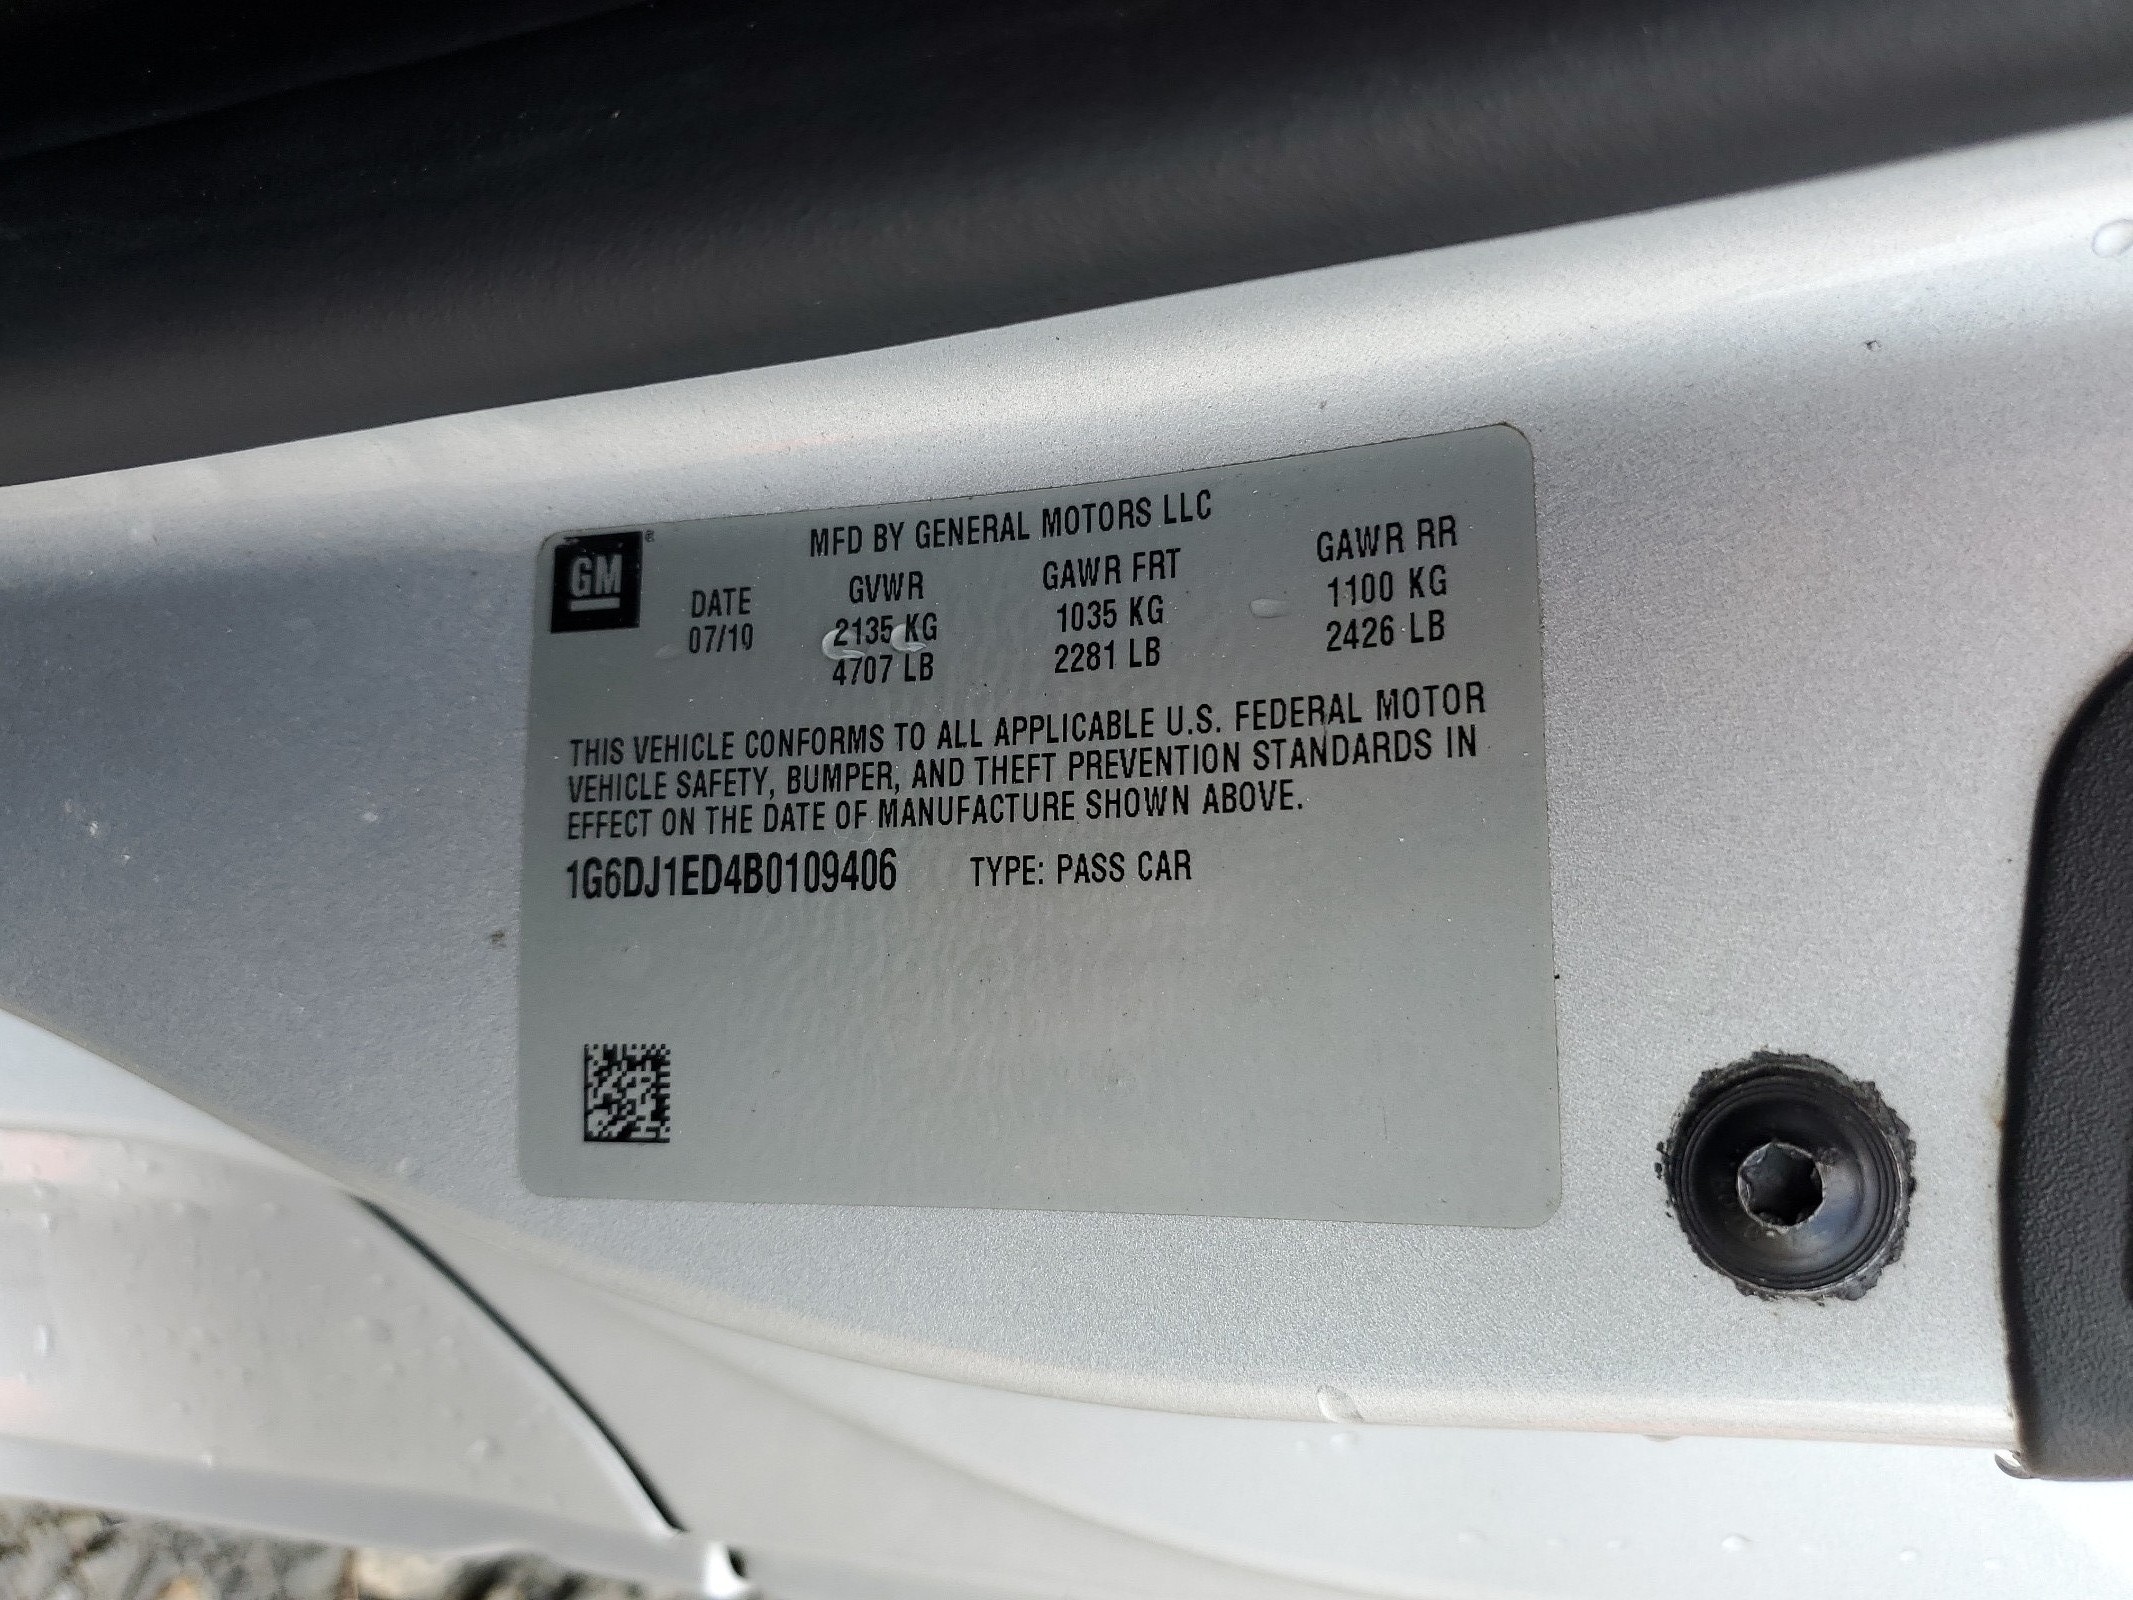 GM®
MFD BY GENERAL MOTORS LLC
DATE GVWR GAWR FRT GAWR RR
07/10 2135 KG 1035 KG 1100 KG
4707 LB 2281 LB 2426 LB
THIS VEHICLE CONFORMS TO ALL APPLICABLE U.S. FEDERAL MOTOR
VEHICLE SAFETY, BUMPER, AND THEFT PREVENTION STANDARDS IN
EFFECT ON THE DATE OF MANUFACTURE SHOWN ABOVE.
1G6DJ1ED4B0109406 TYPE: PASS CAR